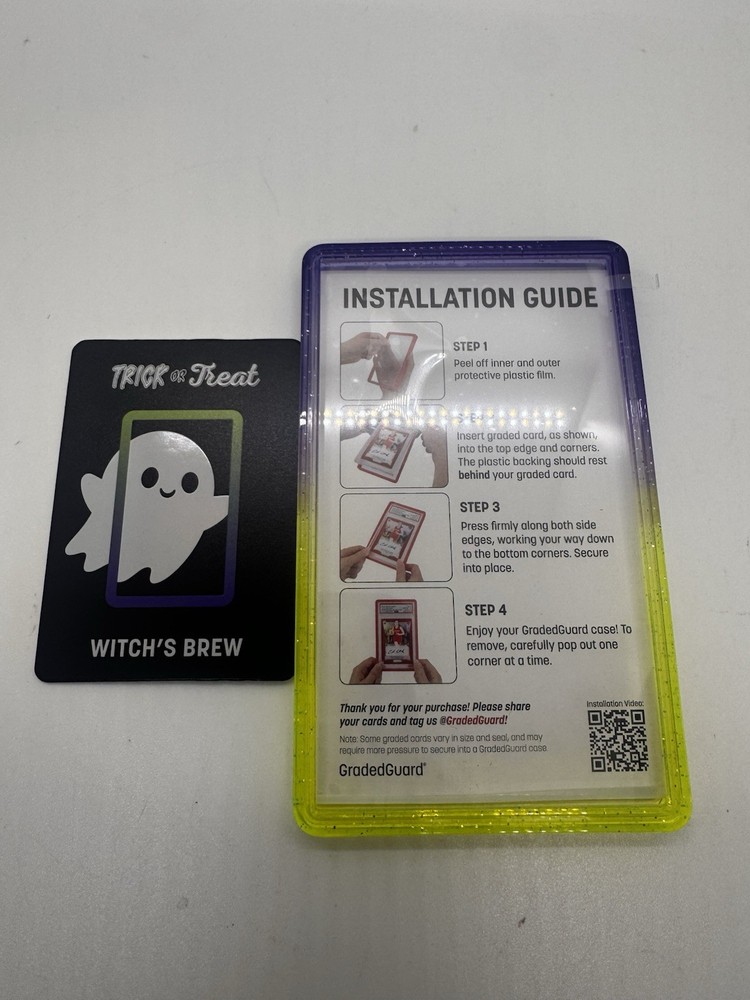 TRICK OR Treat
WITCH'S BREW
INSTALLATION GUIDE
STEP 1
Peel off inner and outer
protective plastic film.
Insert graded card, as shown,
into the top edge and corners.
The plastic backing should rest
behind your graded card.
STEP 3
Press firmly along both side
edges, working your way down
to the bottom corners. Secure
into place.
STEP 4
Enjoy your GradedGuard case! To
remove, carefully pop out one
corner at a time.
Thank you for your purchase! Please share
your cards and tag us @GradedGuard!
Note: Some graded cards vary in size and seal, and may
require more pressure to secure into a GradedGuard case.
GradedGuard®
Installation Video: